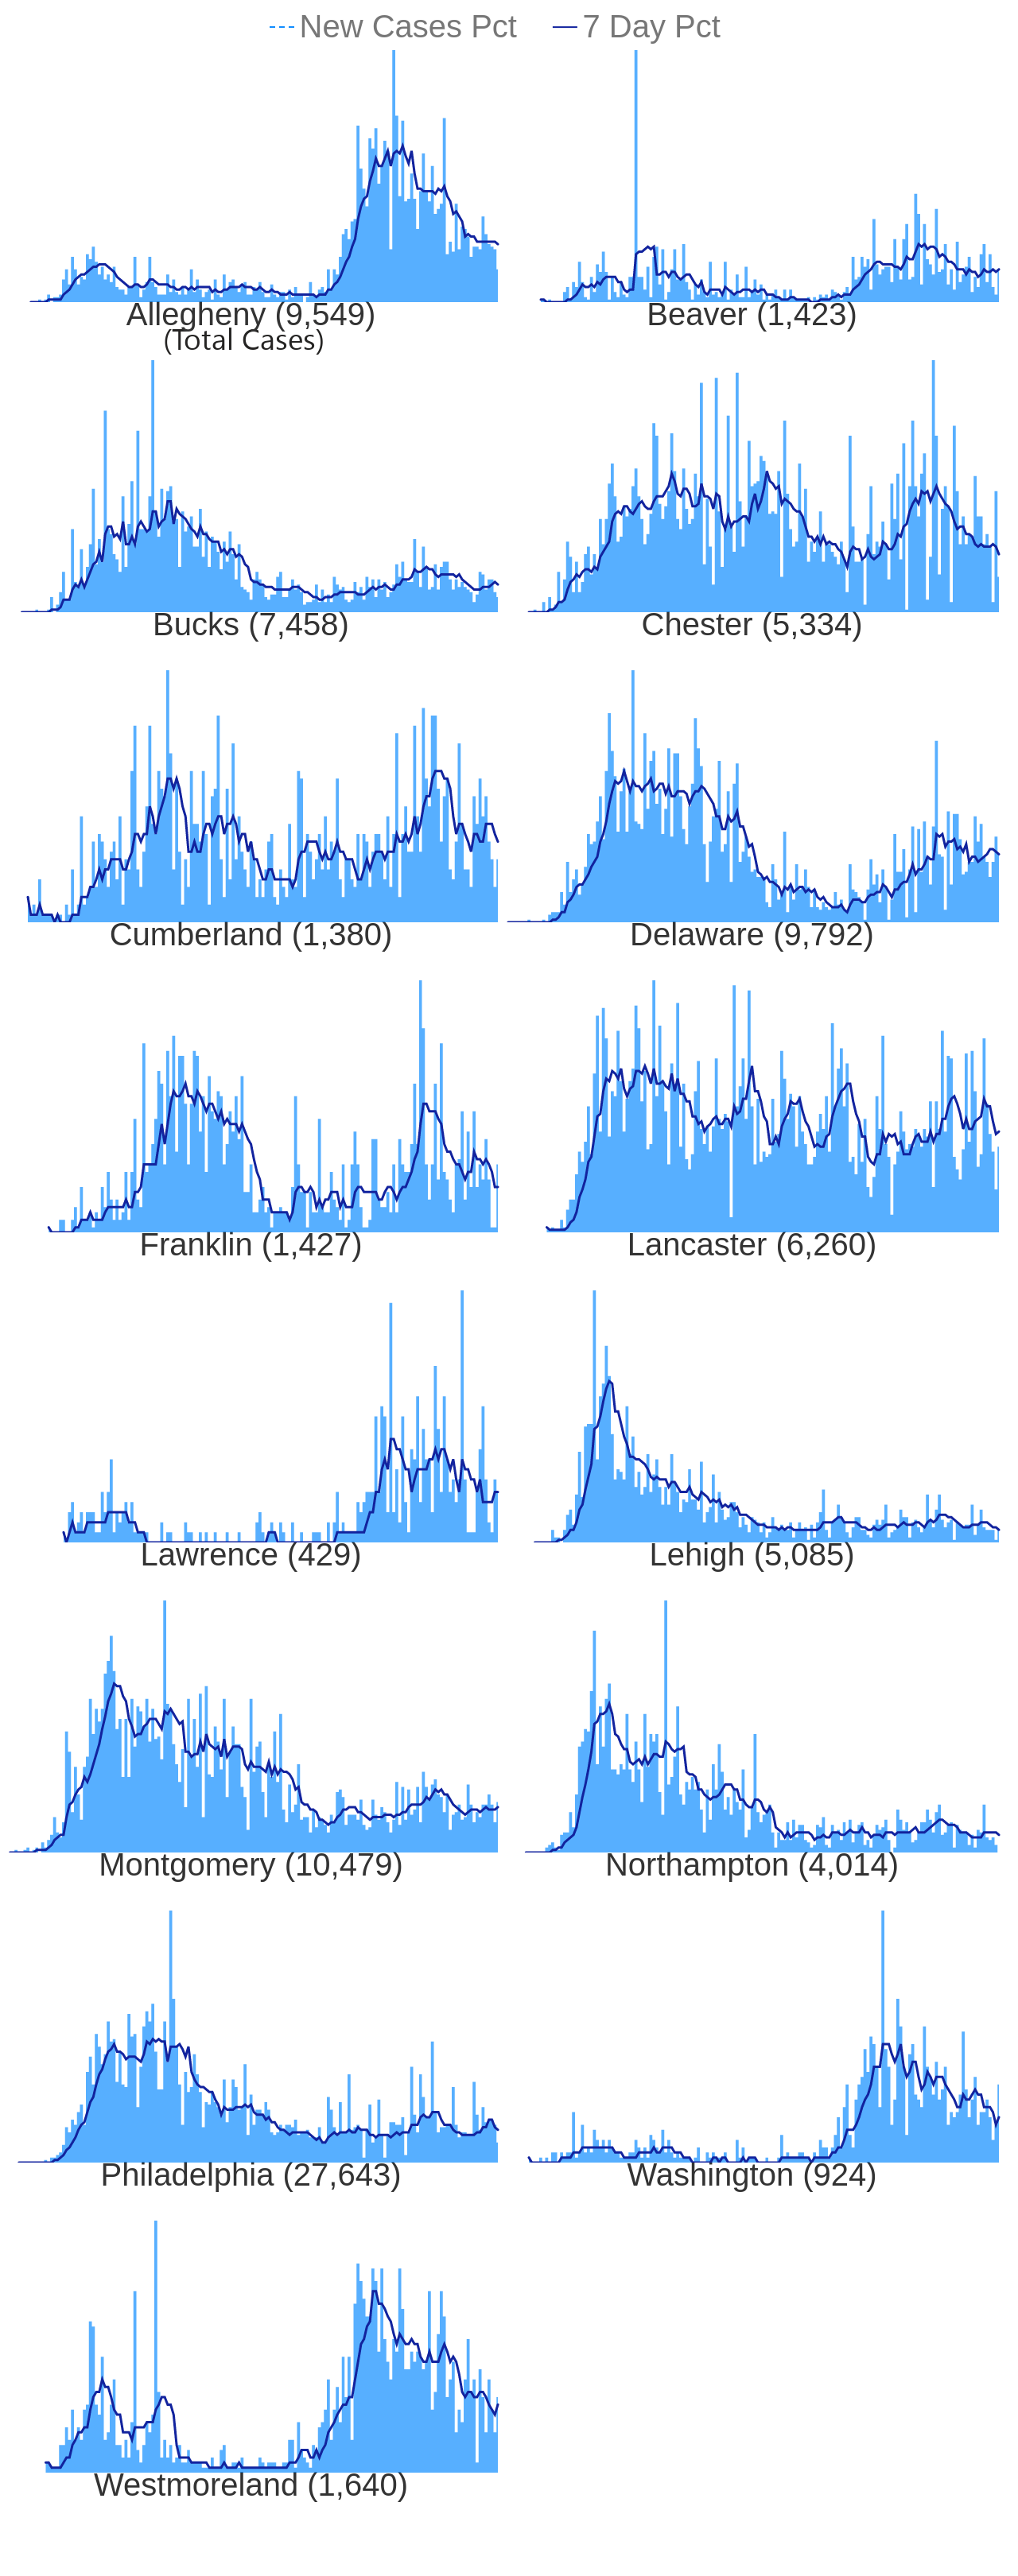 New Cases Pct 7 Day Pct
Allegheny (9,549) Beaver (1,423)
(Total Cases)
Bucks (7,458) Chester (5,334)
Cumberland (1,380) Delaware (9,792)
Franklin (1,427) Lancaster (6,260)
Lawrence (429) Lehigh (5,085)
Montgomery (10,479) Northampton (4,014)
Philadelphia (27,643) Washington (924)
Westmoreland (1,640)